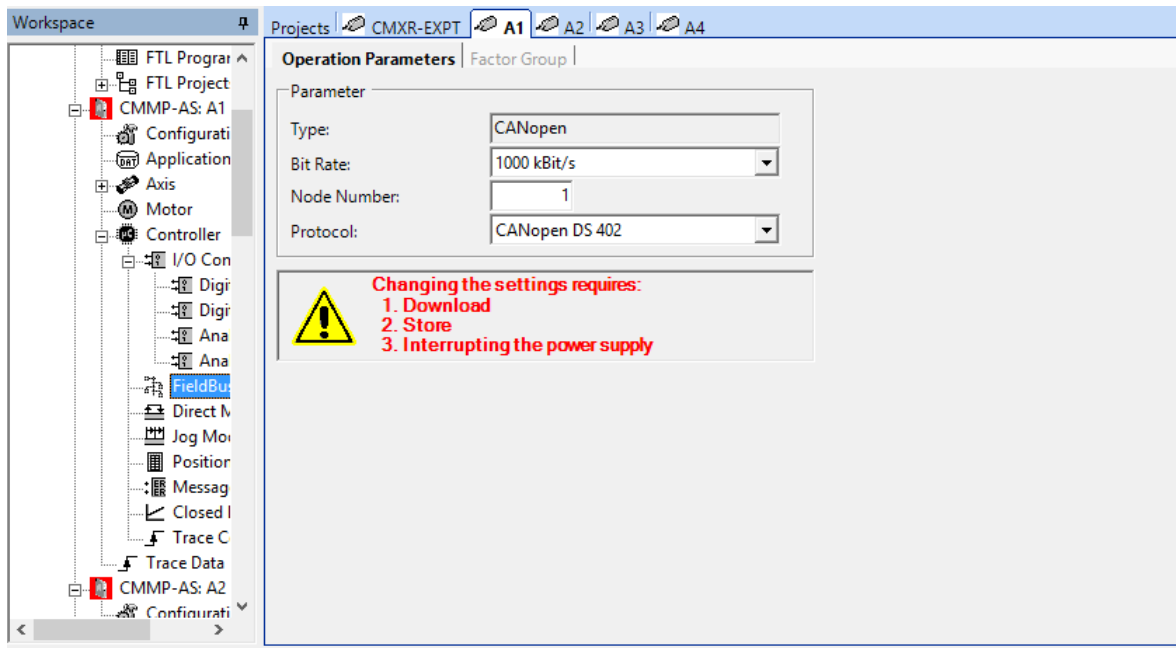 Workspace
Projects CMXR-EXPT A1 A2 A3 A4
FTL Prograr
FTL Project
CMMP-AS: A1
Configurati
Application
Axis
Motor
Controller
I/O Con
Digi
Digi
Ana
Ana
FieldBu
Direct M
Jog Mo
Position
Messag
Closed l
Trace C
Trace Data
CMMP-AS: A2
Configurati
Operation Parameters Factor Group
Parameter
Type: CANopen
Bit Rate: 1000 kBit/s
Node Number: 1
Protocol: CANopen DS 402
Changing the settings requires:
1. Download
2. Store
3. Interrupting the power supply